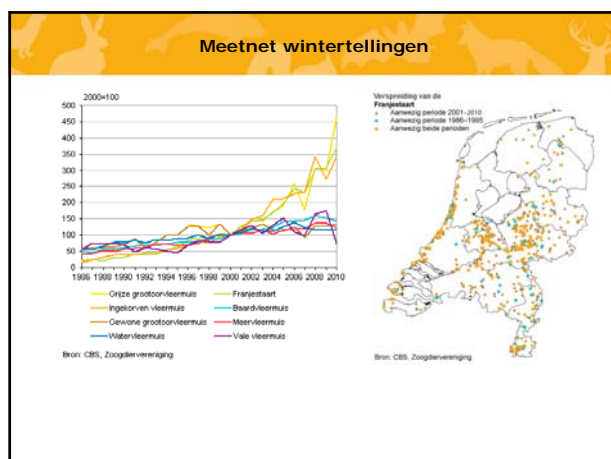 Meetnet wintertellingen
2000=100
500
450
400
350
300
250
200
150
100
50
0
1986 1988 1990 1992 1994 1996 1998 2000 2002 2004 2006 2008 2010
Grijze grootoorvleermuis Franjestaart
Ingekorven vleermuis Baardvleermuis
Gewone grootoorvleermuis Meervleermuis
Watervleermuis Vale vleermuis
Bron: CBS, Zoogdiervereniging
Verspreiding van de
Franjestaart
Aanwezig periode 2001-2010
Aanwezig periode 1986-1995
Aanwezig beide perioden
Bron: CBS, Zoogdiervereniging